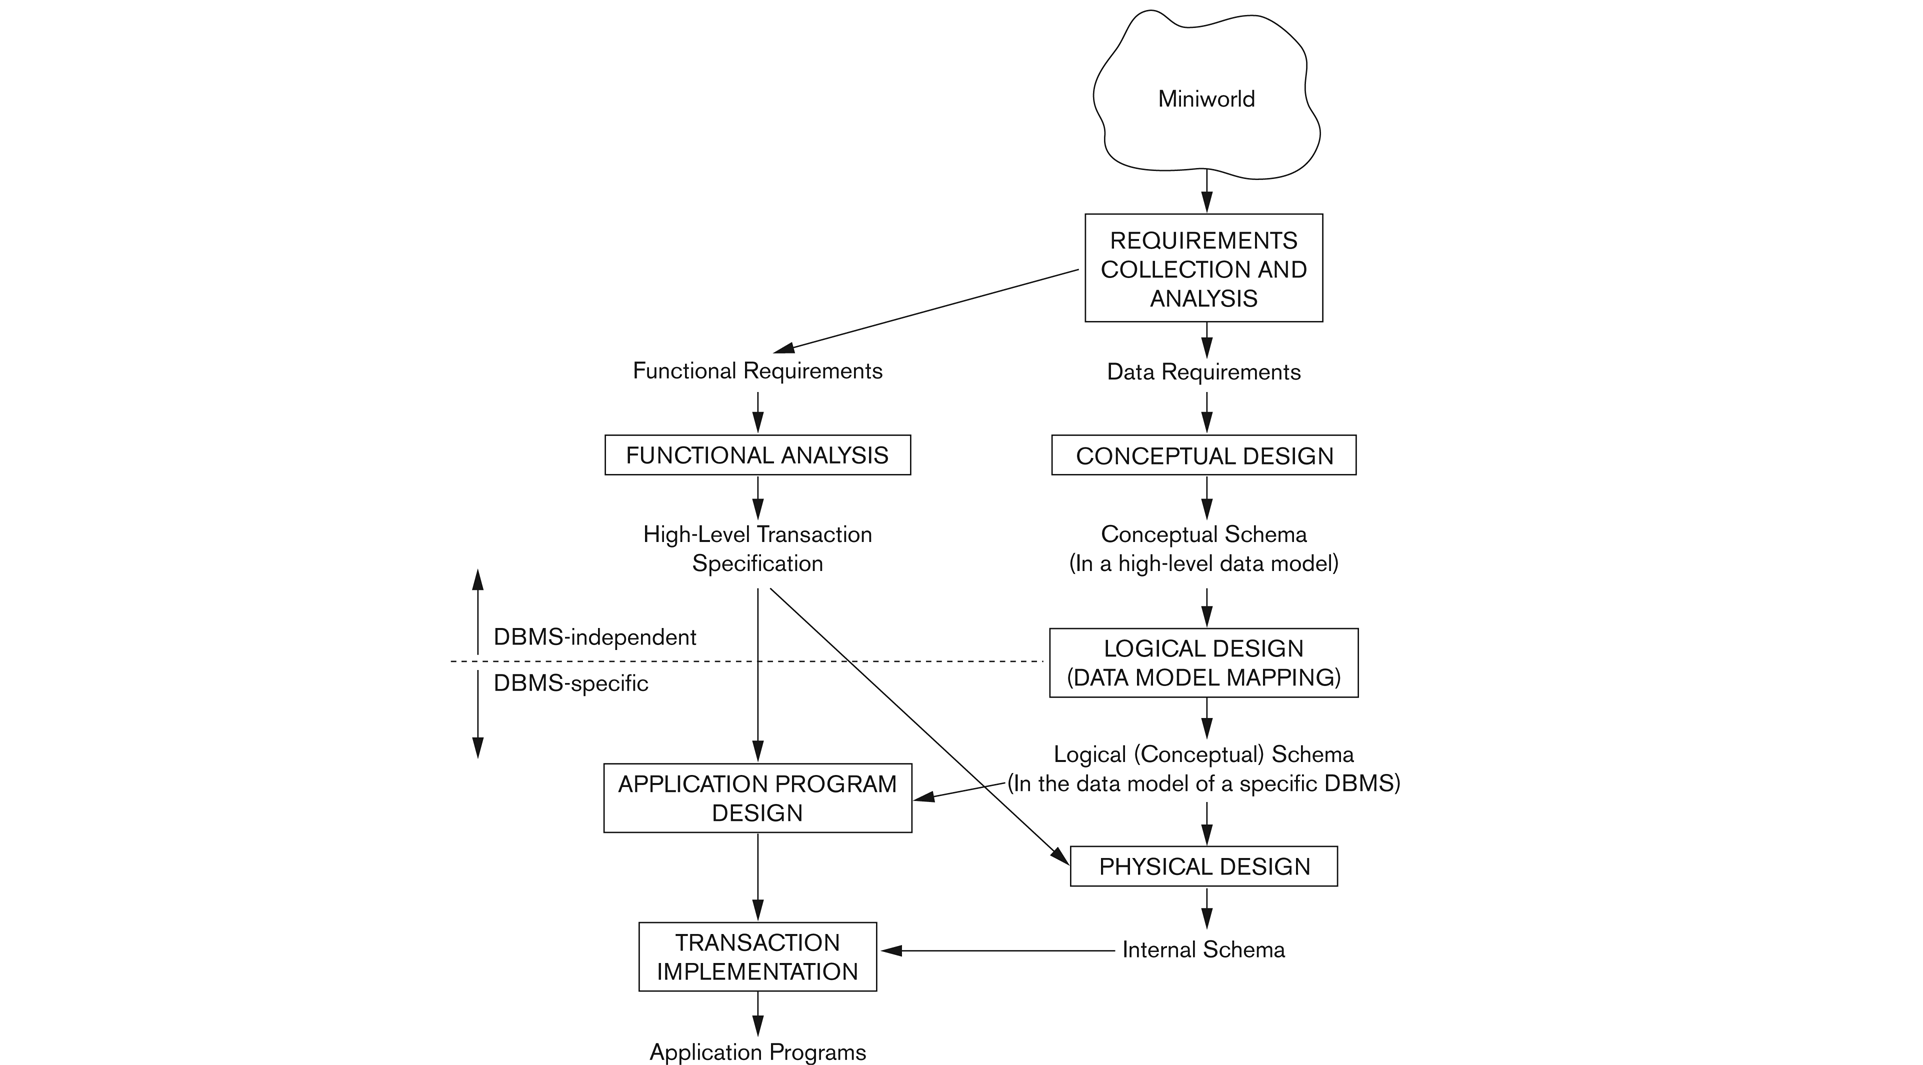 Miniworld
REQUIREMENTS
COLLECTION AND
ANALYSIS
Functional Requirements
Data Requirements
FUNCTIONAL ANALYSIS
CONCEPTUAL DESIGN
High-Level Transaction
Specification
Conceptual Schema
(In a high-level data model)
DBMS-independent
DBMS-specific
LOGICAL DESIGN
(DATA MODEL MAPPING)
Logical (Conceptual) Schema
(In the data model of a specific DBMS)
APPLICATION PROGRAM
DESIGN
PHYSICAL DESIGN
TRANSACTION
IMPLEMENTATION
Internal Schema
Application Programs